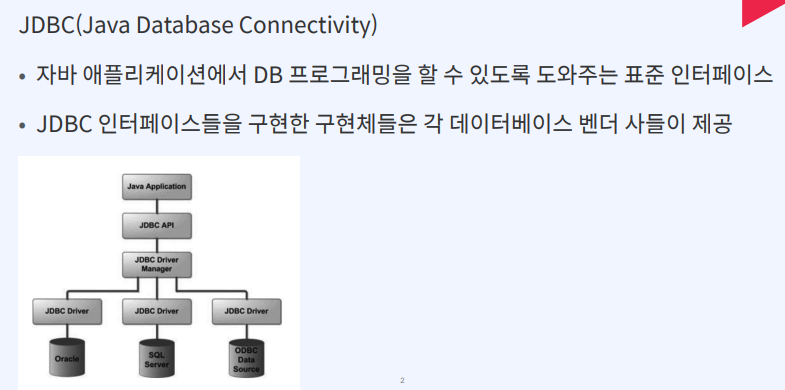 JDBC(Java Database Connectivity)
• 자바 애플리케이션에서 DB 프로그래밍을 할 수 있도록 도와주는 표준 인터페이스
• JDBC 인터페이스들을 구현한 구현체들은 각 데이터베이스 벤더 사들이 제공
Java Application
JDBC API
JDBC Driver
Manager
JDBC Driver
JDBC Driver
JDBC Driver
Oracle
SQL
Server
ODBC
Data
Source
2